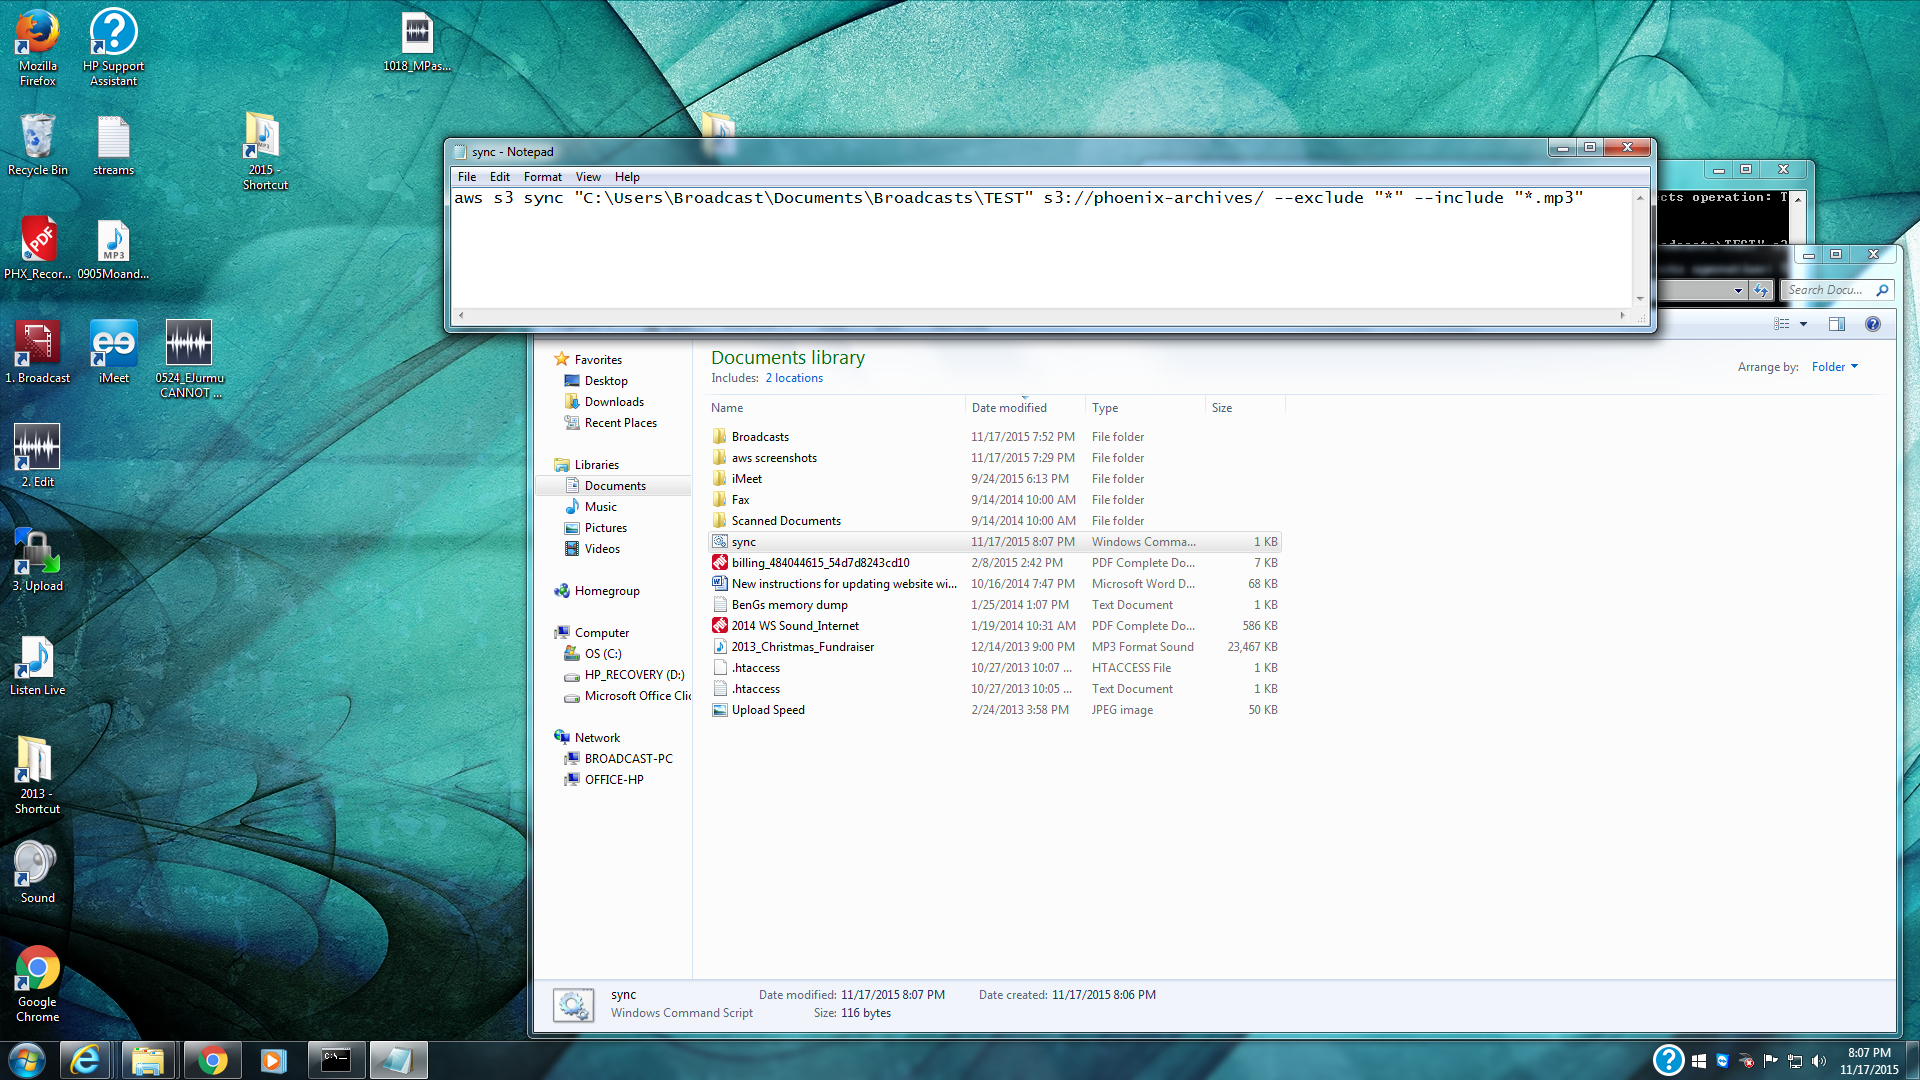 Mozilla
Firefox
HP Support
Assistant
1018_MPas...
Recycle Bin
streams
2015 -
Shortcut
PDF
PHX_Recor...
MP3
0905Moand...
1. Broadcast
iMeet
0524_EJurmu
CANNOT ...
2. Edit
3. Upload
Listen Live
2013 -
Shortcut
Sound
Google
Chrome
sync - Notepad
File Edit Format View Help
aws s3 sync "C:\Users\Broadcast\Documents\Broadcasts\TEST" s3://phoenix-archives/ --exclude "*" --include "*.mp3"
cts operation: T
Search Docu...
Favorites
Desktop
Downloads
Recent Places
Libraries
Documents
Music
Pictures
Videos
Homegroup
Computer
OS (C:)
HP_RECOVERY (D:)
Microsoft Office Clic
Network
BROADCAST-PC
OFFICE-HP
Documents library
Includes: 2 locations
Arrange by: Folder
Name Date modified Type Size
Broadcasts 11/17/2015 7:52 PM File folder
aws screenshots 11/17/2015 7:29 PM File folder
iMeet 9/24/2015 6:13 PM File folder
Fax 9/14/2014 10:00 AM File folder
Scanned Documents 9/14/2014 10:00 AM File folder
sync 11/17/2015 8:07 PM Windows Comma... 1 KB
billing_484044615_54d7d8243cd10 2/8/2015 2:42 PM PDF Complete Do... 7 KB
New instructions for updating website wi... 10/16/2014 7:47 PM Microsoft Word D... 68 KB
BenGs memory dump 1/25/2014 1:07 PM Text Document 1 KB
2014 WS Sound_Internet 1/19/2014 10:31 AM PDF Complete Do... 586 KB
2013_Christmas_Fundraiser 12/14/2013 9:00 PM MP3 Format Sound 23,467 KB
.htaccess 10/27/2013 10:07 ... HTACCESS File 1 KB
.htaccess 10/27/2013 10:05 ... Text Document 1 KB
Upload Speed 2/24/2013 3:58 PM JPEG image 50 KB
sync Date modified: 11/17/2015 8:07 PM Date created: 11/17/2015 8:06 PM
Windows Command Script Size: 116 bytes
8:07 PM
11/17/2015